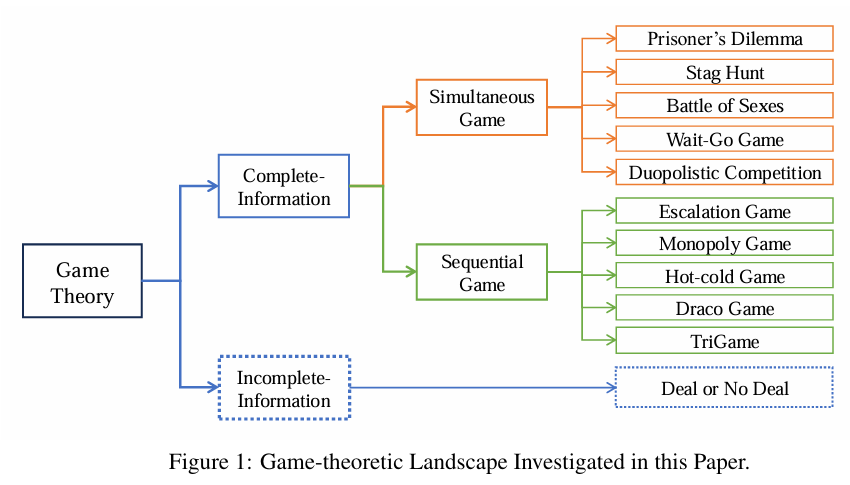 Game
Theory
Complete-
Information
Incomplete-
Information
Simultaneous
Game
Sequential
Game
Prisoner's Dilemma
Stag Hunt
Battle of Sexes
Wait-Go Game
Duopolistic Competition
Escalation Game
Monopoly Game
Hot-cold Game
Draco Game
TriGame
Deal or No Deal
Figure 1: Game-theoretic Landscape Investigated in this Paper.